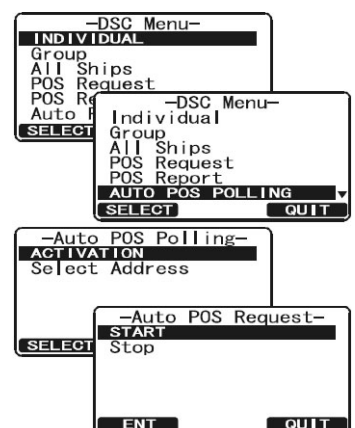 –DSC Menu–
INDIVIDUAL
Group
All Ships
POS Request
POS
Auto
SELECT
–DSC Menu–
Individual
Group
All Ships
POS Request
POS Report
AUTO POS POLLING
SELECT QUIT
–Auto POS Polling–
ACTIVATION
Select Address
SELECT
–Auto POS Request–
START
Stop
ENT QUIT